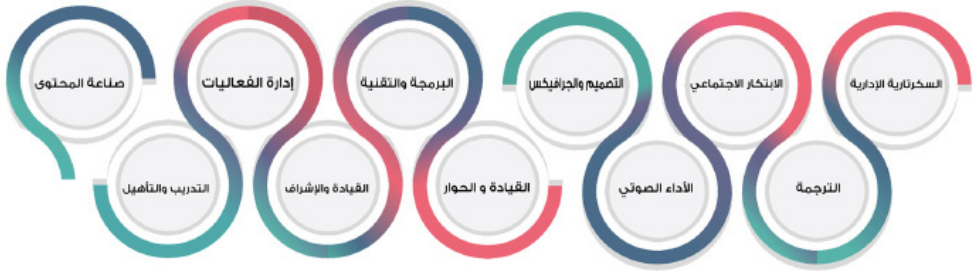 السكرتارية الإدارية
الابتكار الاجتماعي
التصميم والجرافيكس
البرمجة والتقنية
إدارة الفعاليات
صناعة المحتوى
الترجمة
الأداء الصوتي
القيادة و الحوار
القيادة والإشراف
التدريب والتأهيل